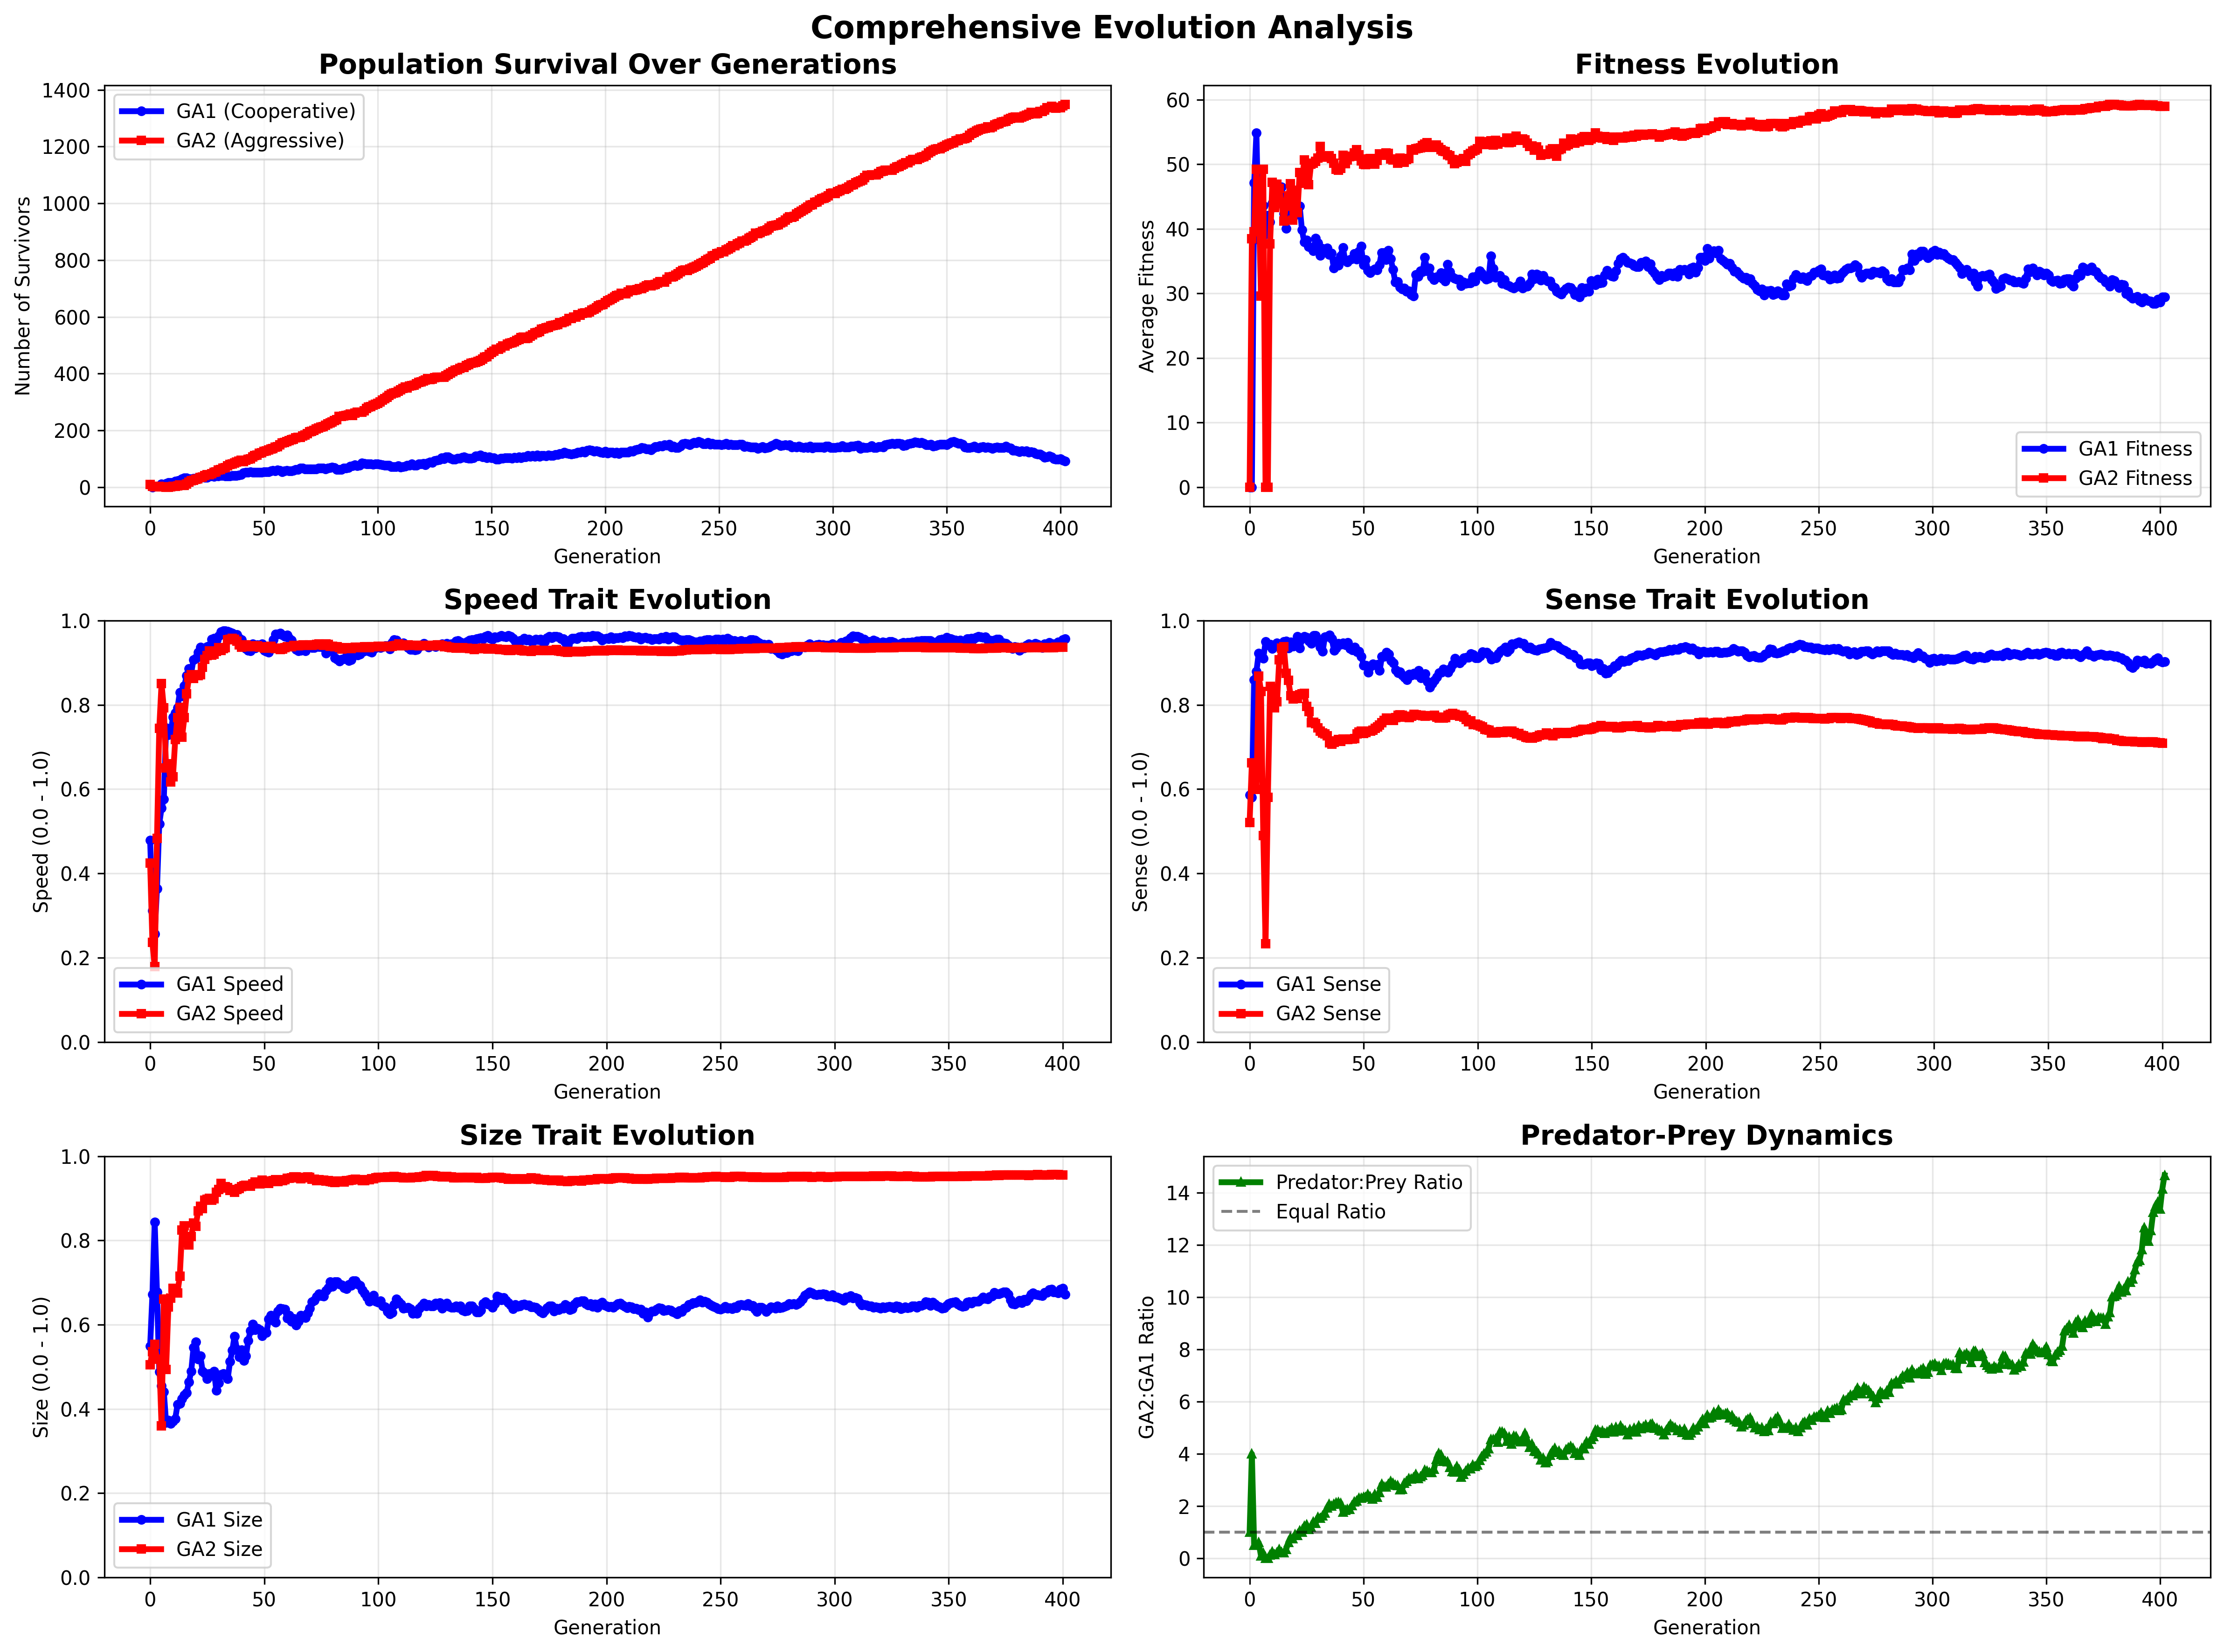 Comprehensive Evolution Analysis
Population Survival Over Generations
1400
1200
1000
800
600
400
200
0
Number of Survivors
GA1 (Cooperative)
GA2 (Aggressive)
0 50 100 150 200 250 300 350 400
Generation
Fitness Evolution
60
50
40
30
20
10
0
Average Fitness
GA1 Fitness
GA2 Fitness
0 50 100 150 200 250 300 350 400
Generation
Speed Trait Evolution
1.0
0.8
0.6
0.4
0.2
0.0
Speed (0.0 - 1.0)
GA1 Speed
GA2 Speed
0 50 100 150 200 250 300 350 400
Generation
Sense Trait Evolution
1.0
0.8
0.6
0.4
0.2
0.0
Sense (0.0 - 1.0)
GA1 Sense
GA2 Sense
0 50 100 150 200 250 300 350 400
Generation
Size Trait Evolution
1.0
0.8
0.6
0.4
0.2
0.0
Size (0.0 - 1.0)
GA1 Size
GA2 Size
0 50 100 150 200 250 300 350 400
Generation
Predator-Prey Dynamics
14
12
10
8
6
4
2
0
GA2:GA1 Ratio
Predator:Prey Ratio
Equal Ratio
0 50 100 150 200 250 300 350 400
Generation